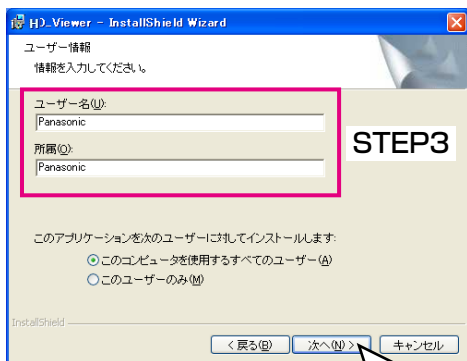 HD_Viewer - InstallShield Wizard
ユーザー情報
情報を入力してください。
ユーザー名(U):
Panasonic
所属(O):
Panasonic
STEP3
このアプリケーションを次のユーザーに対してインストールします:
このコンピュータを使用するすべてのユーザー(A)
このユーザーのみ(M)
InstallShield
< 戻る(B)
次へ(N) >
キャンセル